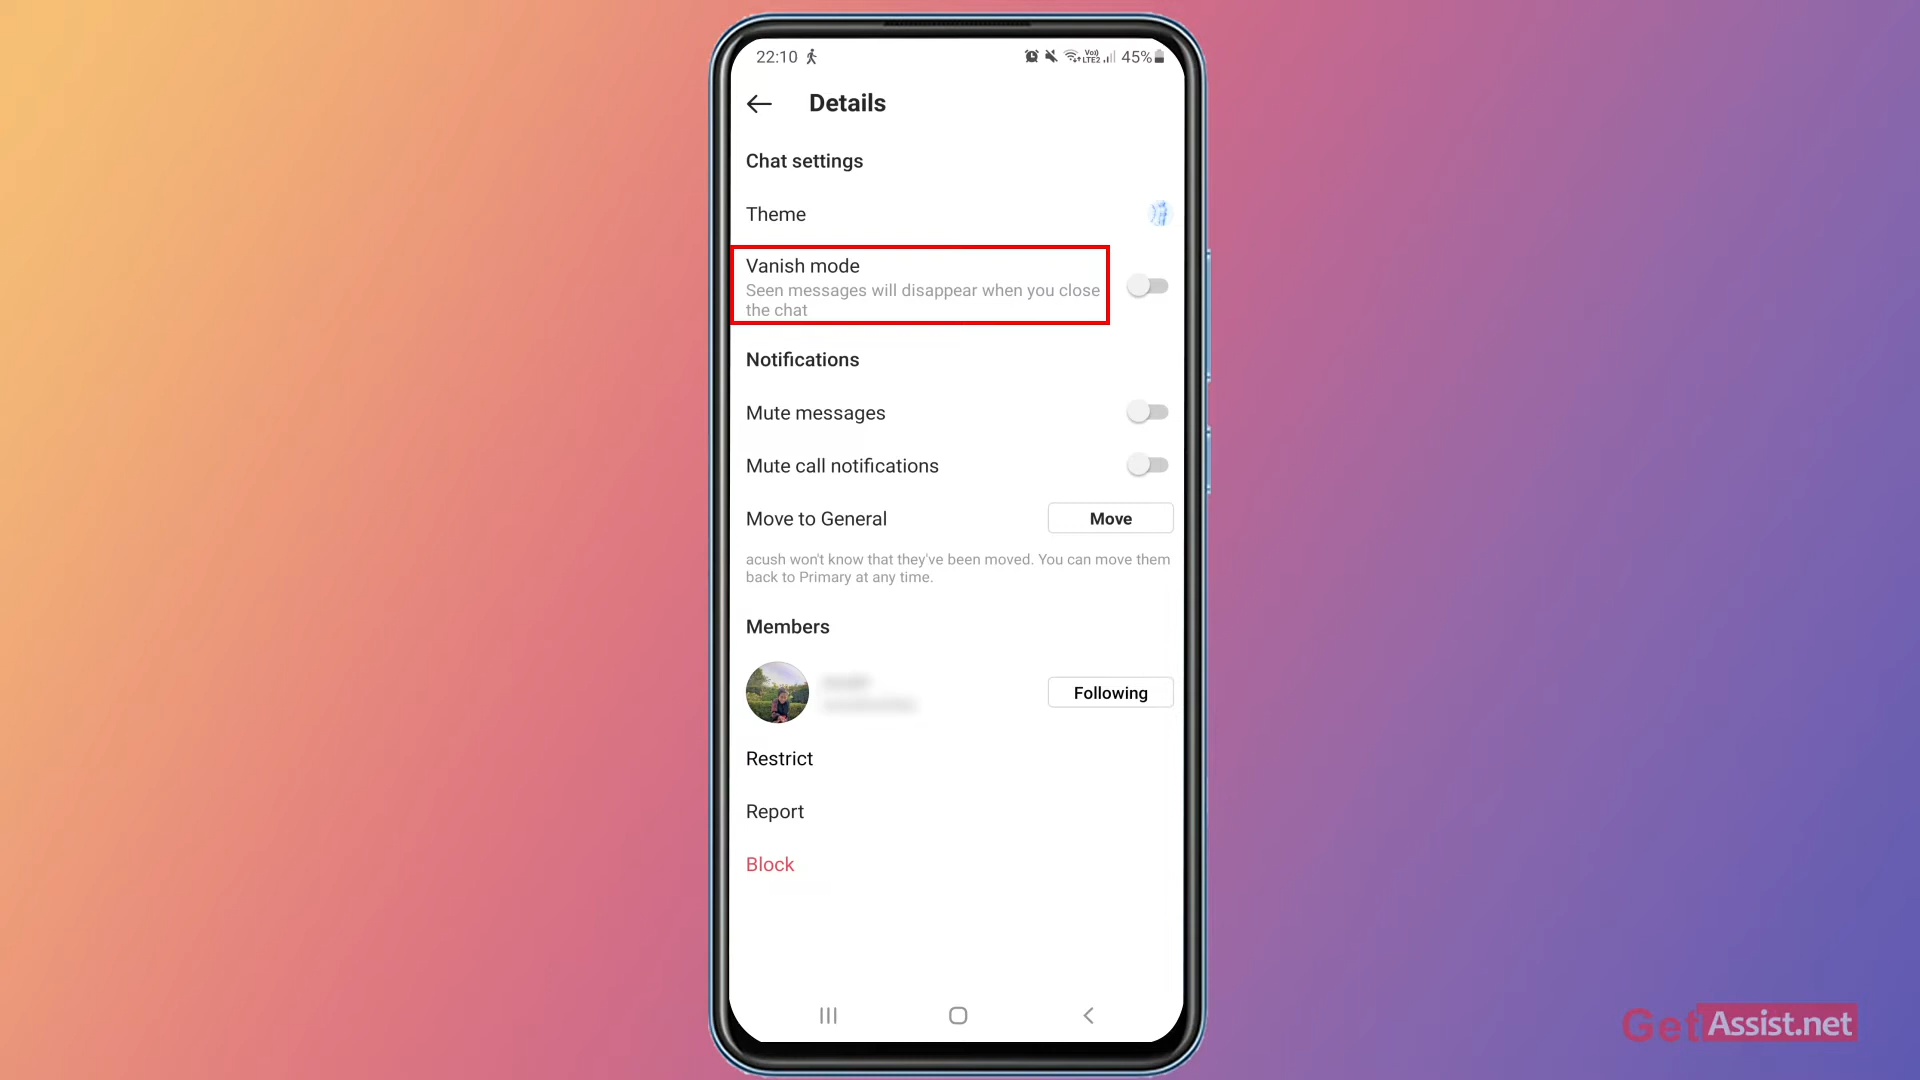 22:10
Vo))
LTE2
45%
Details
Chat settings
Theme
Vanish mode
Seen messages will disappear when you close
the chat
Notifications
Mute messages
Mute call notifications
Move to General
Move
acush won't know that they've been moved. You can move them
back to Primary at any time.
Members
Following
Restrict
Report
Block
GetAssist.net